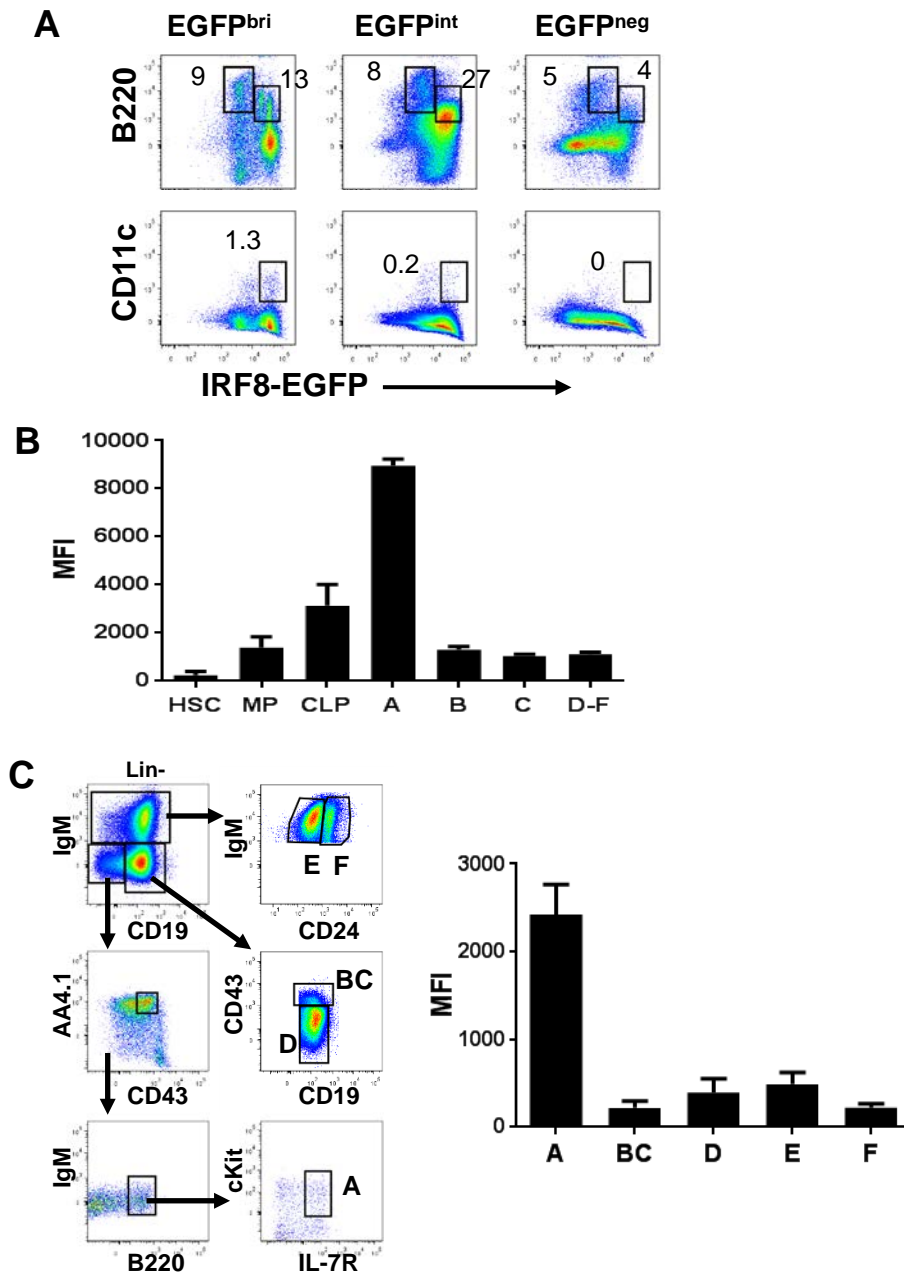 A
EGFPbri EGFPint EGFPneg
B220
9 13 8 27 5 4
CD11c
1.3 0.2 0
IRF8-EGFP
B
MFI
10000
8000
6000
4000
2000
0
HSC MP CLP A B C D-F
C
Lin-
IgM
CD19
IgM
E F
CD24
AA4.1
CD43
CD43
BC
D
CD19
IgM
B220
cKit
A
IL-7R
MFI
3000
2000
1000
0
A BC D E F